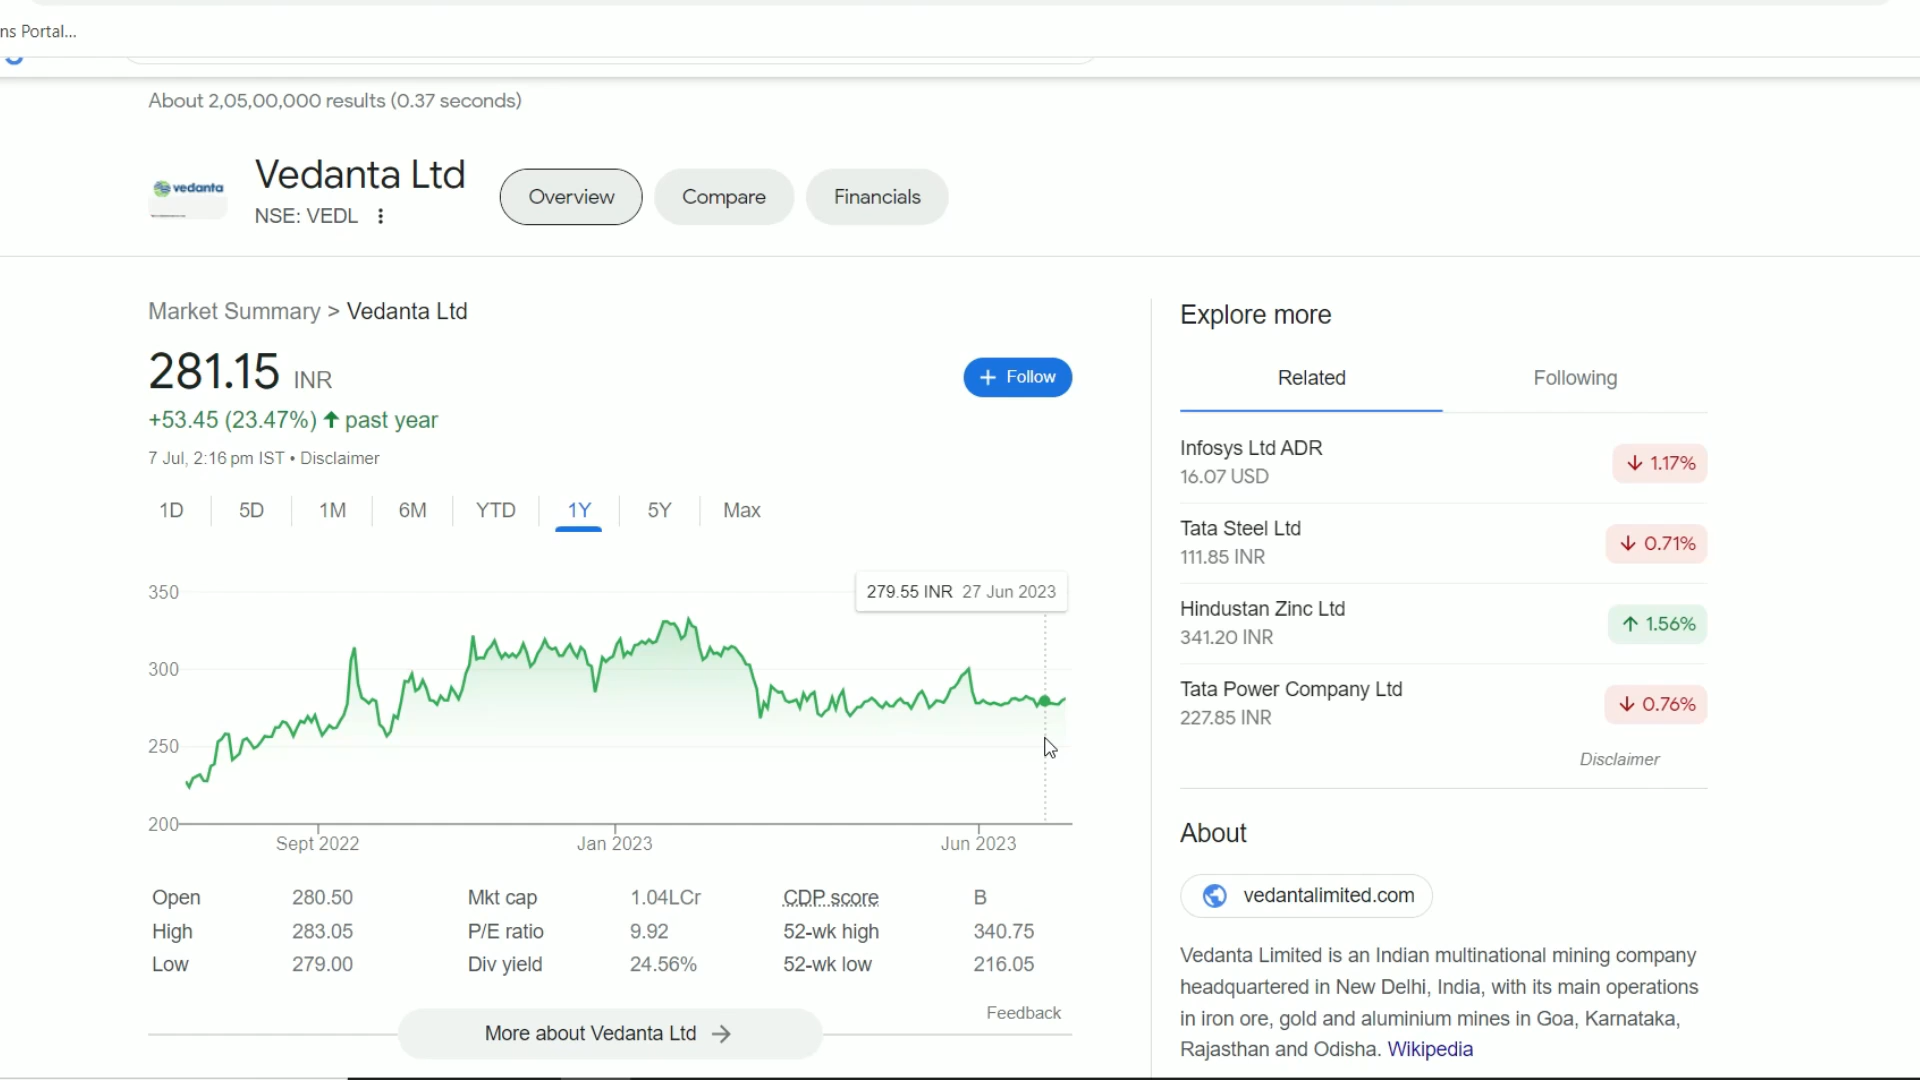 ns Portal...
About 2,05,00,000 results (0.37 seconds)
vedanta
Vedanta Ltd
NSE: VEDL
Overview
Compare
Financials
Market Summary > Vedanta Ltd
281.15 INR
+ Follow
+53.45 (23.47%) ↑ past year
7 Jul, 2:16 pm IST • Disclaimer
1D 5D 1M 6M YTD 1Y 5Y Max
279.55 INR 27 Jun 2023
350
300
250
200
Sept 2022 Jan 2023 Jun 2023
Open 280.50 Mkt cap 1.04LCr CDP score B
High 283.05 P/E ratio 9.92 52-wk high 340.75
Low 279.00 Div yield 24.56% 52-wk low 216.05
Feedback
More about Vedanta Ltd →
Explore more
Related Following
Infosys Ltd ADR
16.07 USD
↓ 1.17%
Tata Steel Ltd
111.85 INR
↓ 0.71%
Hindustan Zinc Ltd
341.20 INR
↑ 1.56%
Tata Power Company Ltd
227.85 INR
↓ 0.76%
Disclaimer
About
vedantalimited.com
Vedanta Limited is an Indian multinational mining company
headquartered in New Delhi, India, with its main operations
in iron ore, gold and aluminium mines in Goa, Karnataka,
Rajasthan and Odisha. Wikipedia